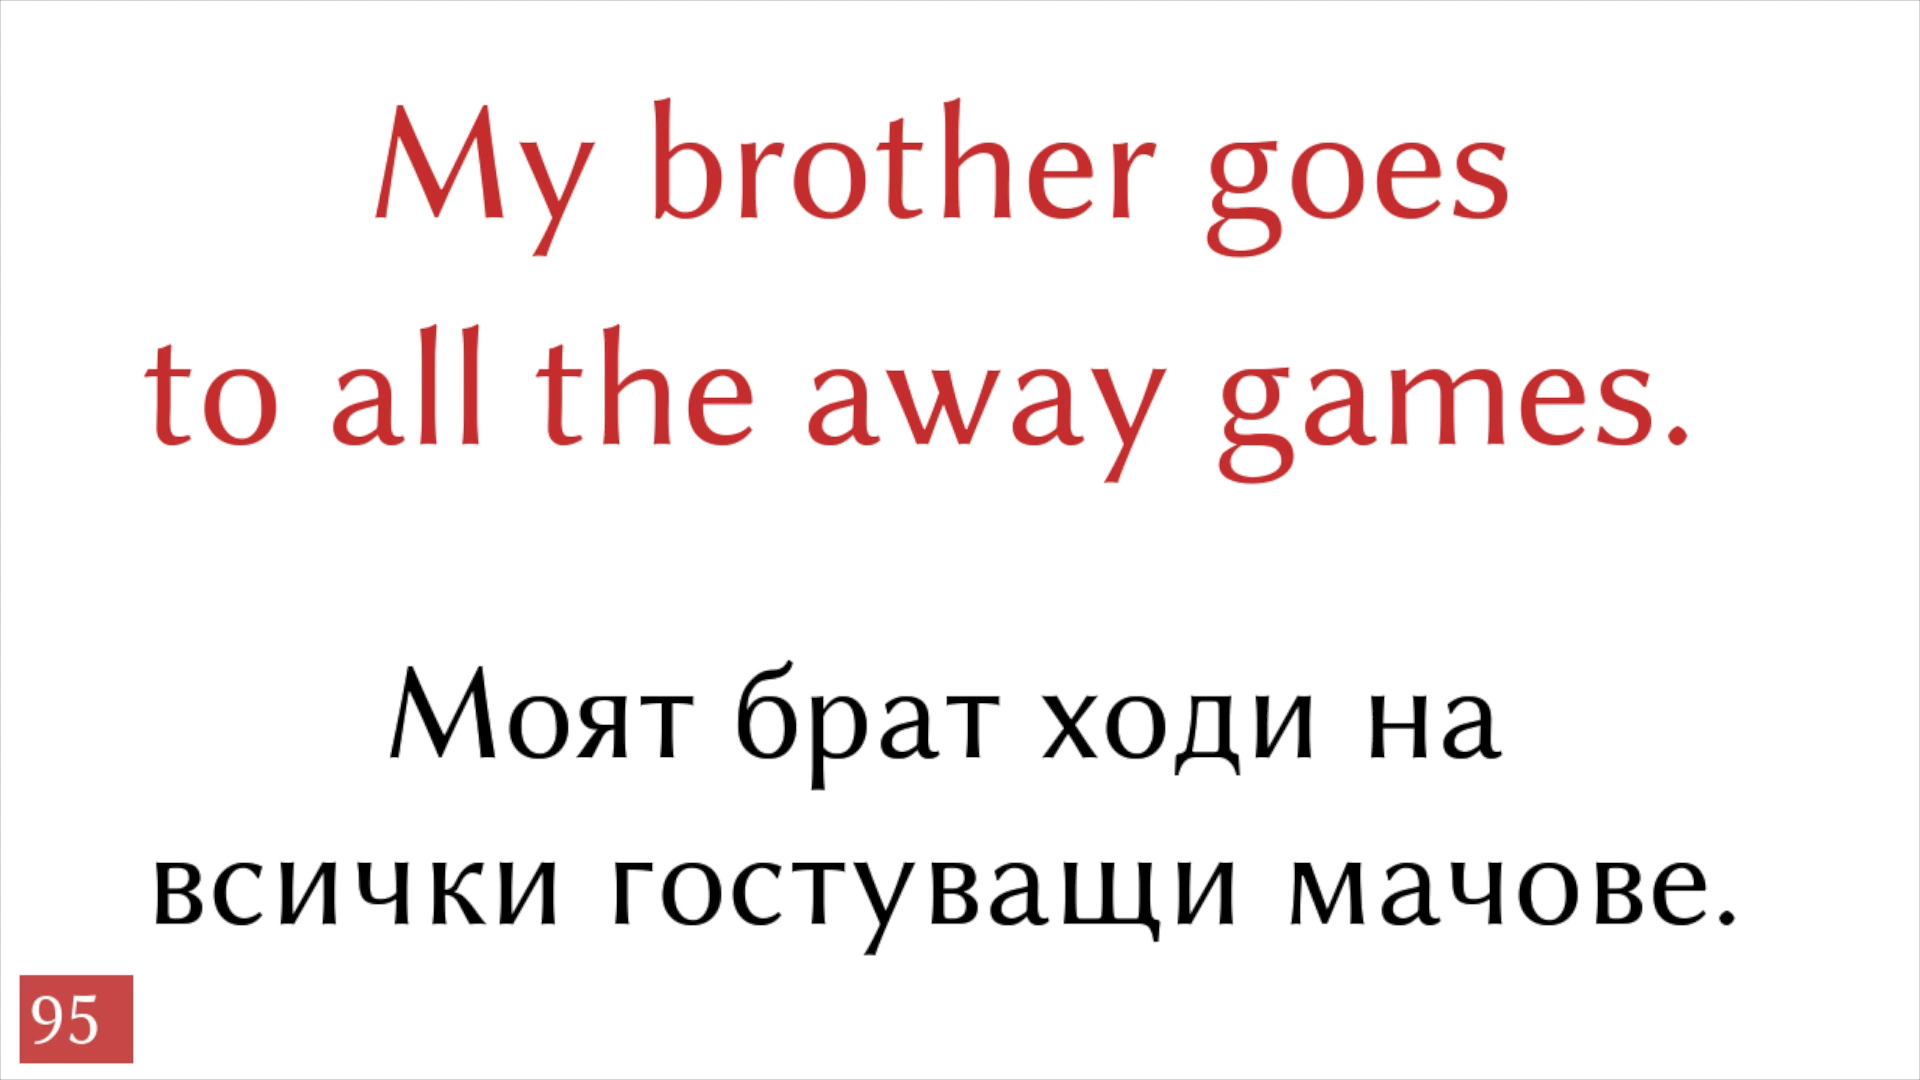 My brother goes
to all the away games.
Моят брат ходи на
всички гостуващи мачове.
95